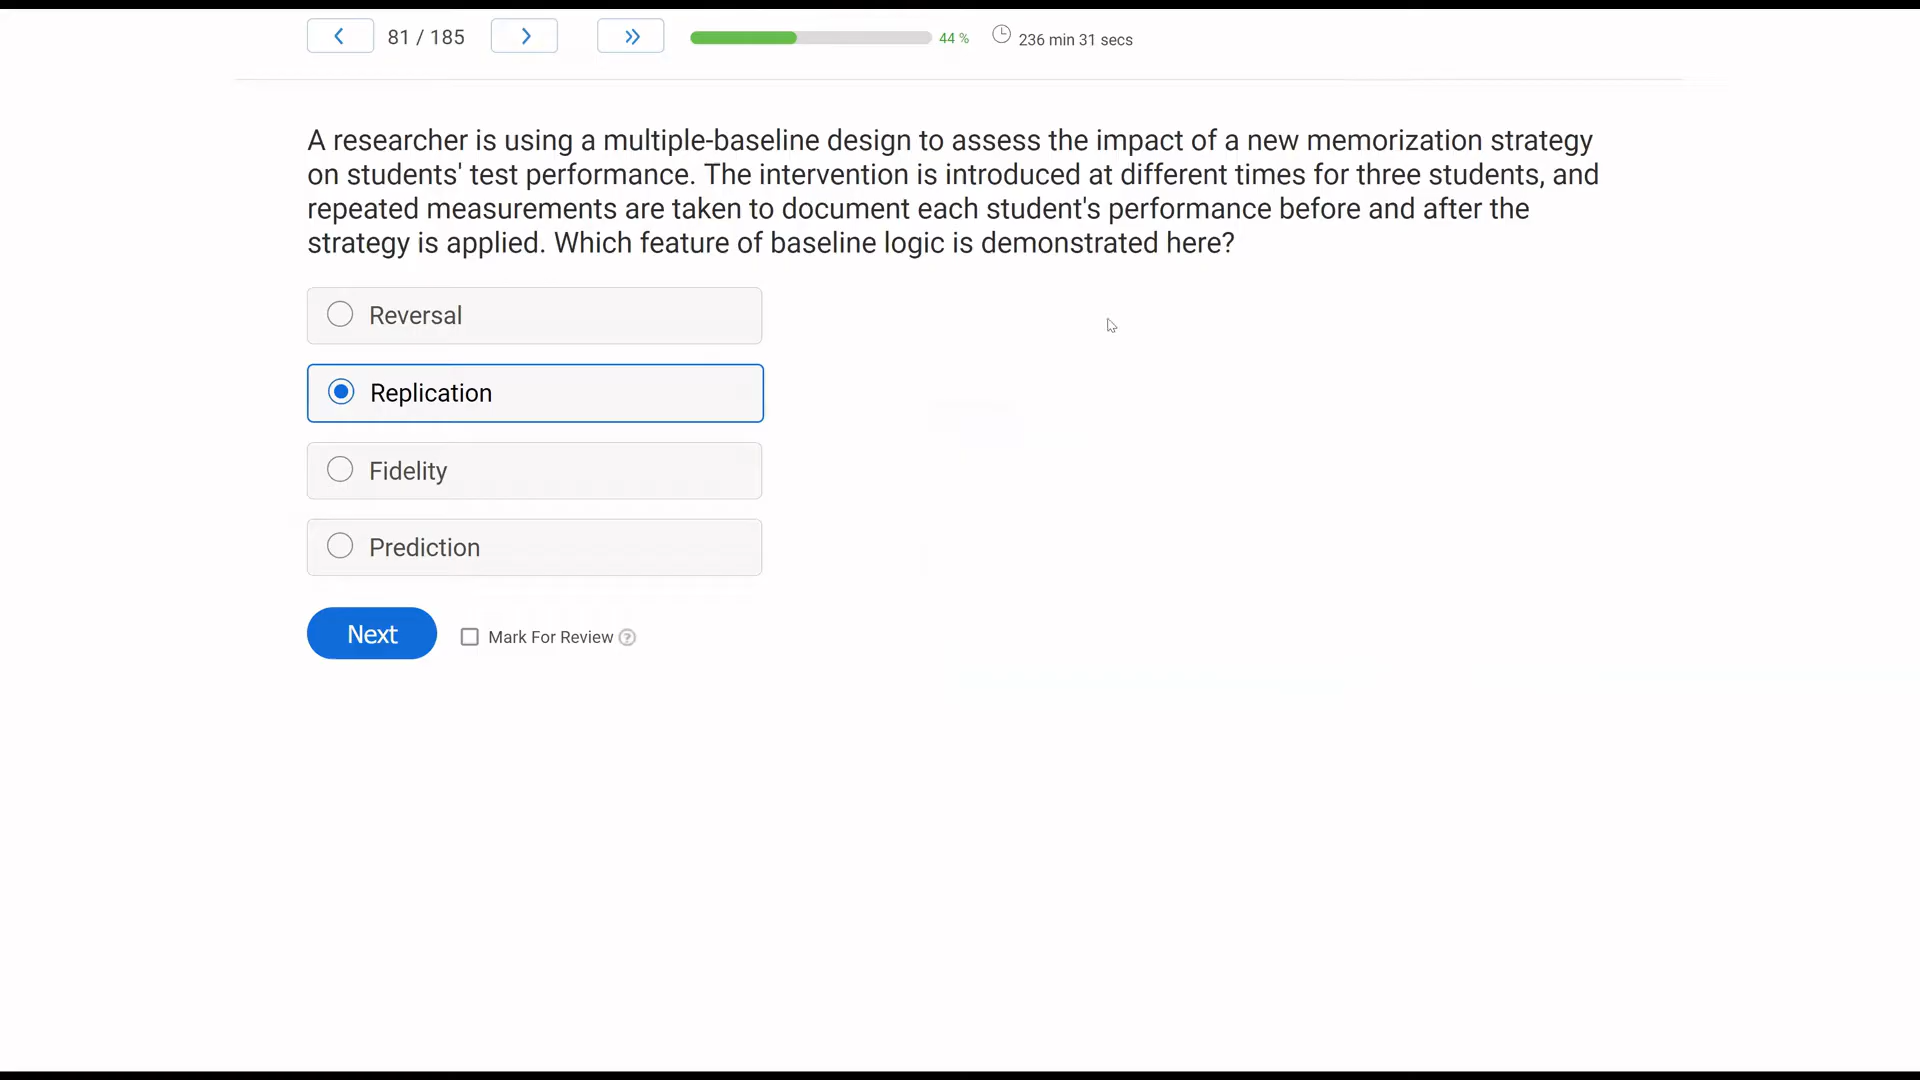 81 / 185
44 %
236 min 31 secs
A researcher is using a multiple-baseline design to assess the impact of a new memorization strategy
on students' test performance. The intervention is introduced at different times for three students, and
repeated measurements are taken to document each student's performance before and after the
strategy is applied. Which feature of baseline logic is demonstrated here?
Reversal
Replication
Fidelity
Prediction
Next
Mark For Review ?